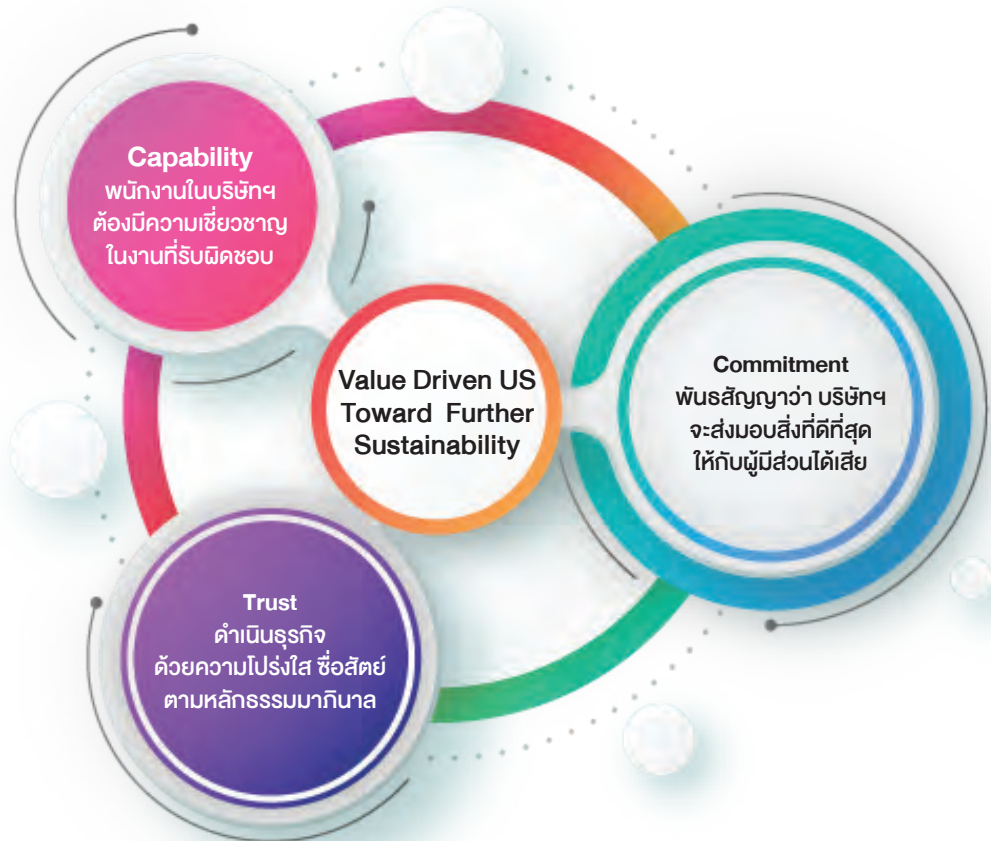 Capability
พนักงานในบริษัทฯ
ต้องมีความเชี่ยวชาญ
ในงานที่รับผิดชอบ
Value Driven US
Toward Further
Sustainability
Commitment
พันธสัญญาว่า บริษัทฯ
จะส่งมอบสิ่งที่ดีที่สุด
ให้กับผู้มีส่วนได้เสีย
Trust
ดำเนินธุรกิจ
ด้วยความโปร่งใส ซื่อสัตย์
ตามหลักธรรมมาภินาล